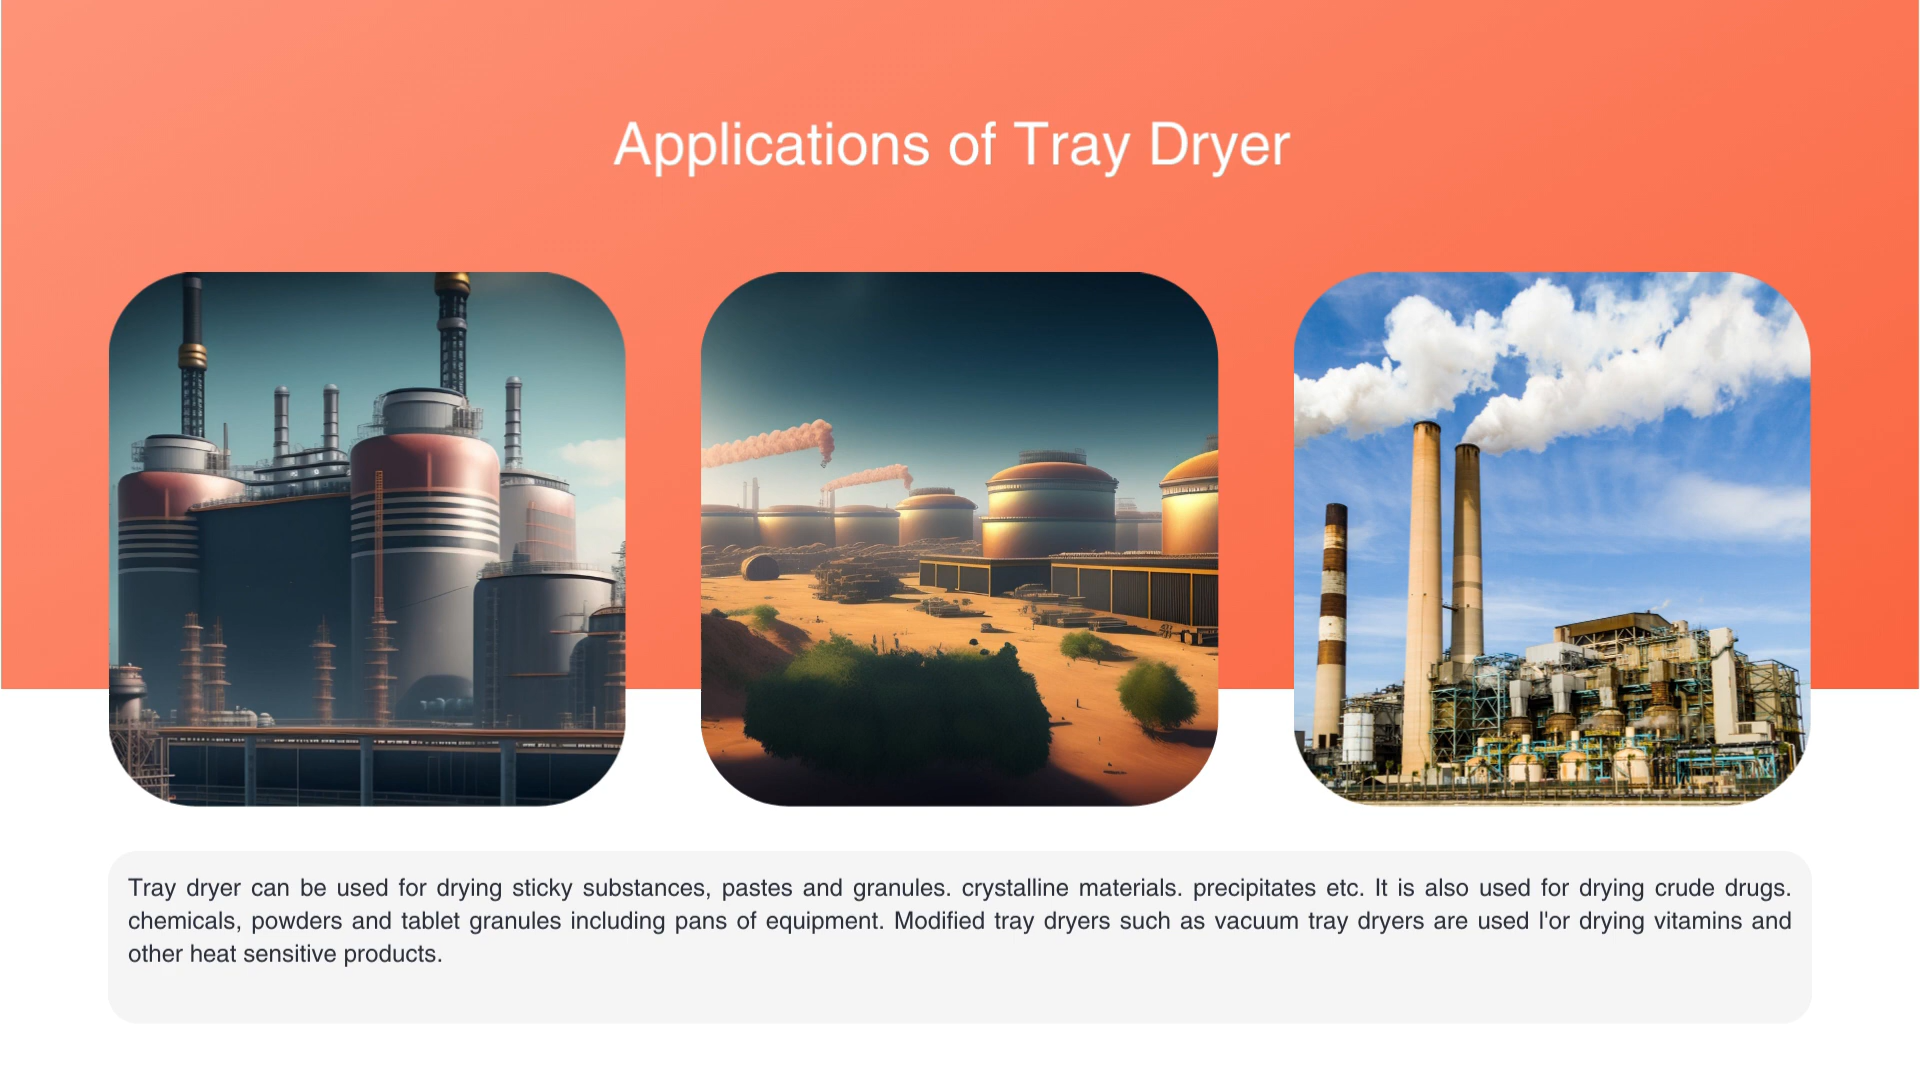 Applications of Tray Dryer
Tray dryer can be used for drying sticky substances, pastes and granules. crystalline materials. precipitates etc. It is also used for drying crude drugs.
chemicals, powders and tablet granules including pans of equipment. Modified tray dryers such as vacuum tray dryers are used l'or drying vitamins and
other heat sensitive products.